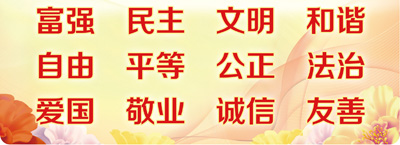 富强 民主 文明 和谐
自由 平等 公正 法治
爱国 敬业 诚信 友善